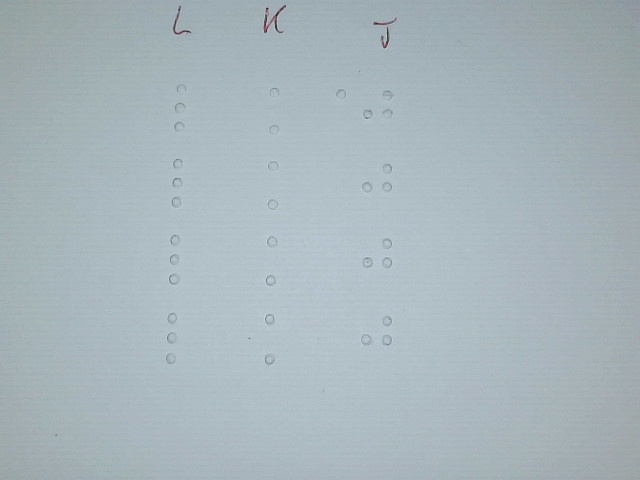 L K J
⠇ ⠅ ⠚
⠇ ⠅ ⠚
⠇ ⠅ ⠚
⠇ ⠅ ⠚